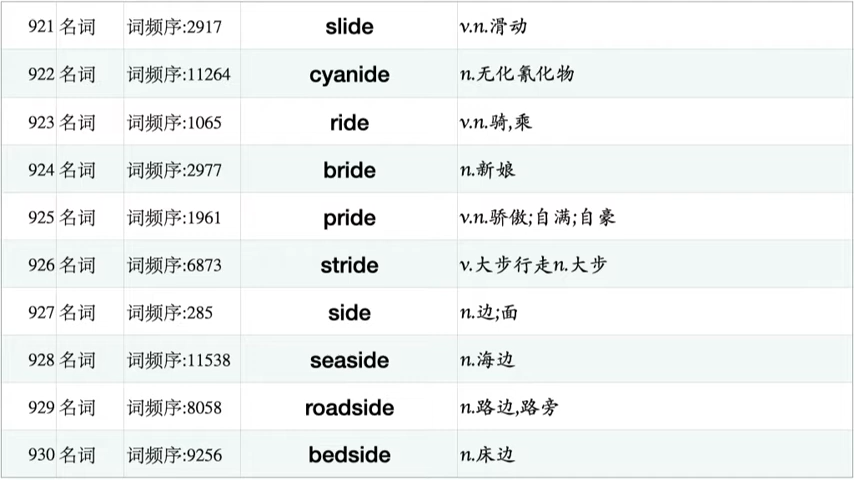 921 名词 词频序:2917 slide v.n.滑动
922 名词 词频序:11264 cyanide n.无化氰化物
923 名词 词频序:1065 ride v.n.骑,乘
924 名词 词频序:2977 bride n.新娘
925 名词 词频序:1961 pride v.n.骄傲;自满;自豪
926 名词 词频序:6873 stride v.大步行走n.大步
927 名词 词频序:285 side n.边;面
928 名词 词频序:11538 seaside n.海边
929 名词 词频序:8058 roadside n.路边,路旁
930 名词 词频序:9256 bedside n.床边